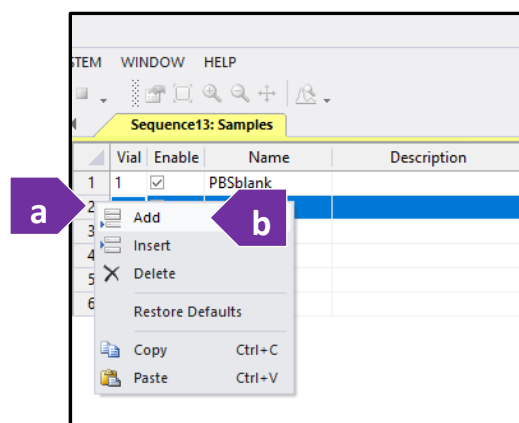 STEM WINDOW HELP
Sequence13: Samples
Vial Enable Name Description
1 1 PBSblank
a 2
Add b
3
Insert
4
5 Delete
6
Restore Defaults
Copy Ctrl+C
Paste Ctrl+V